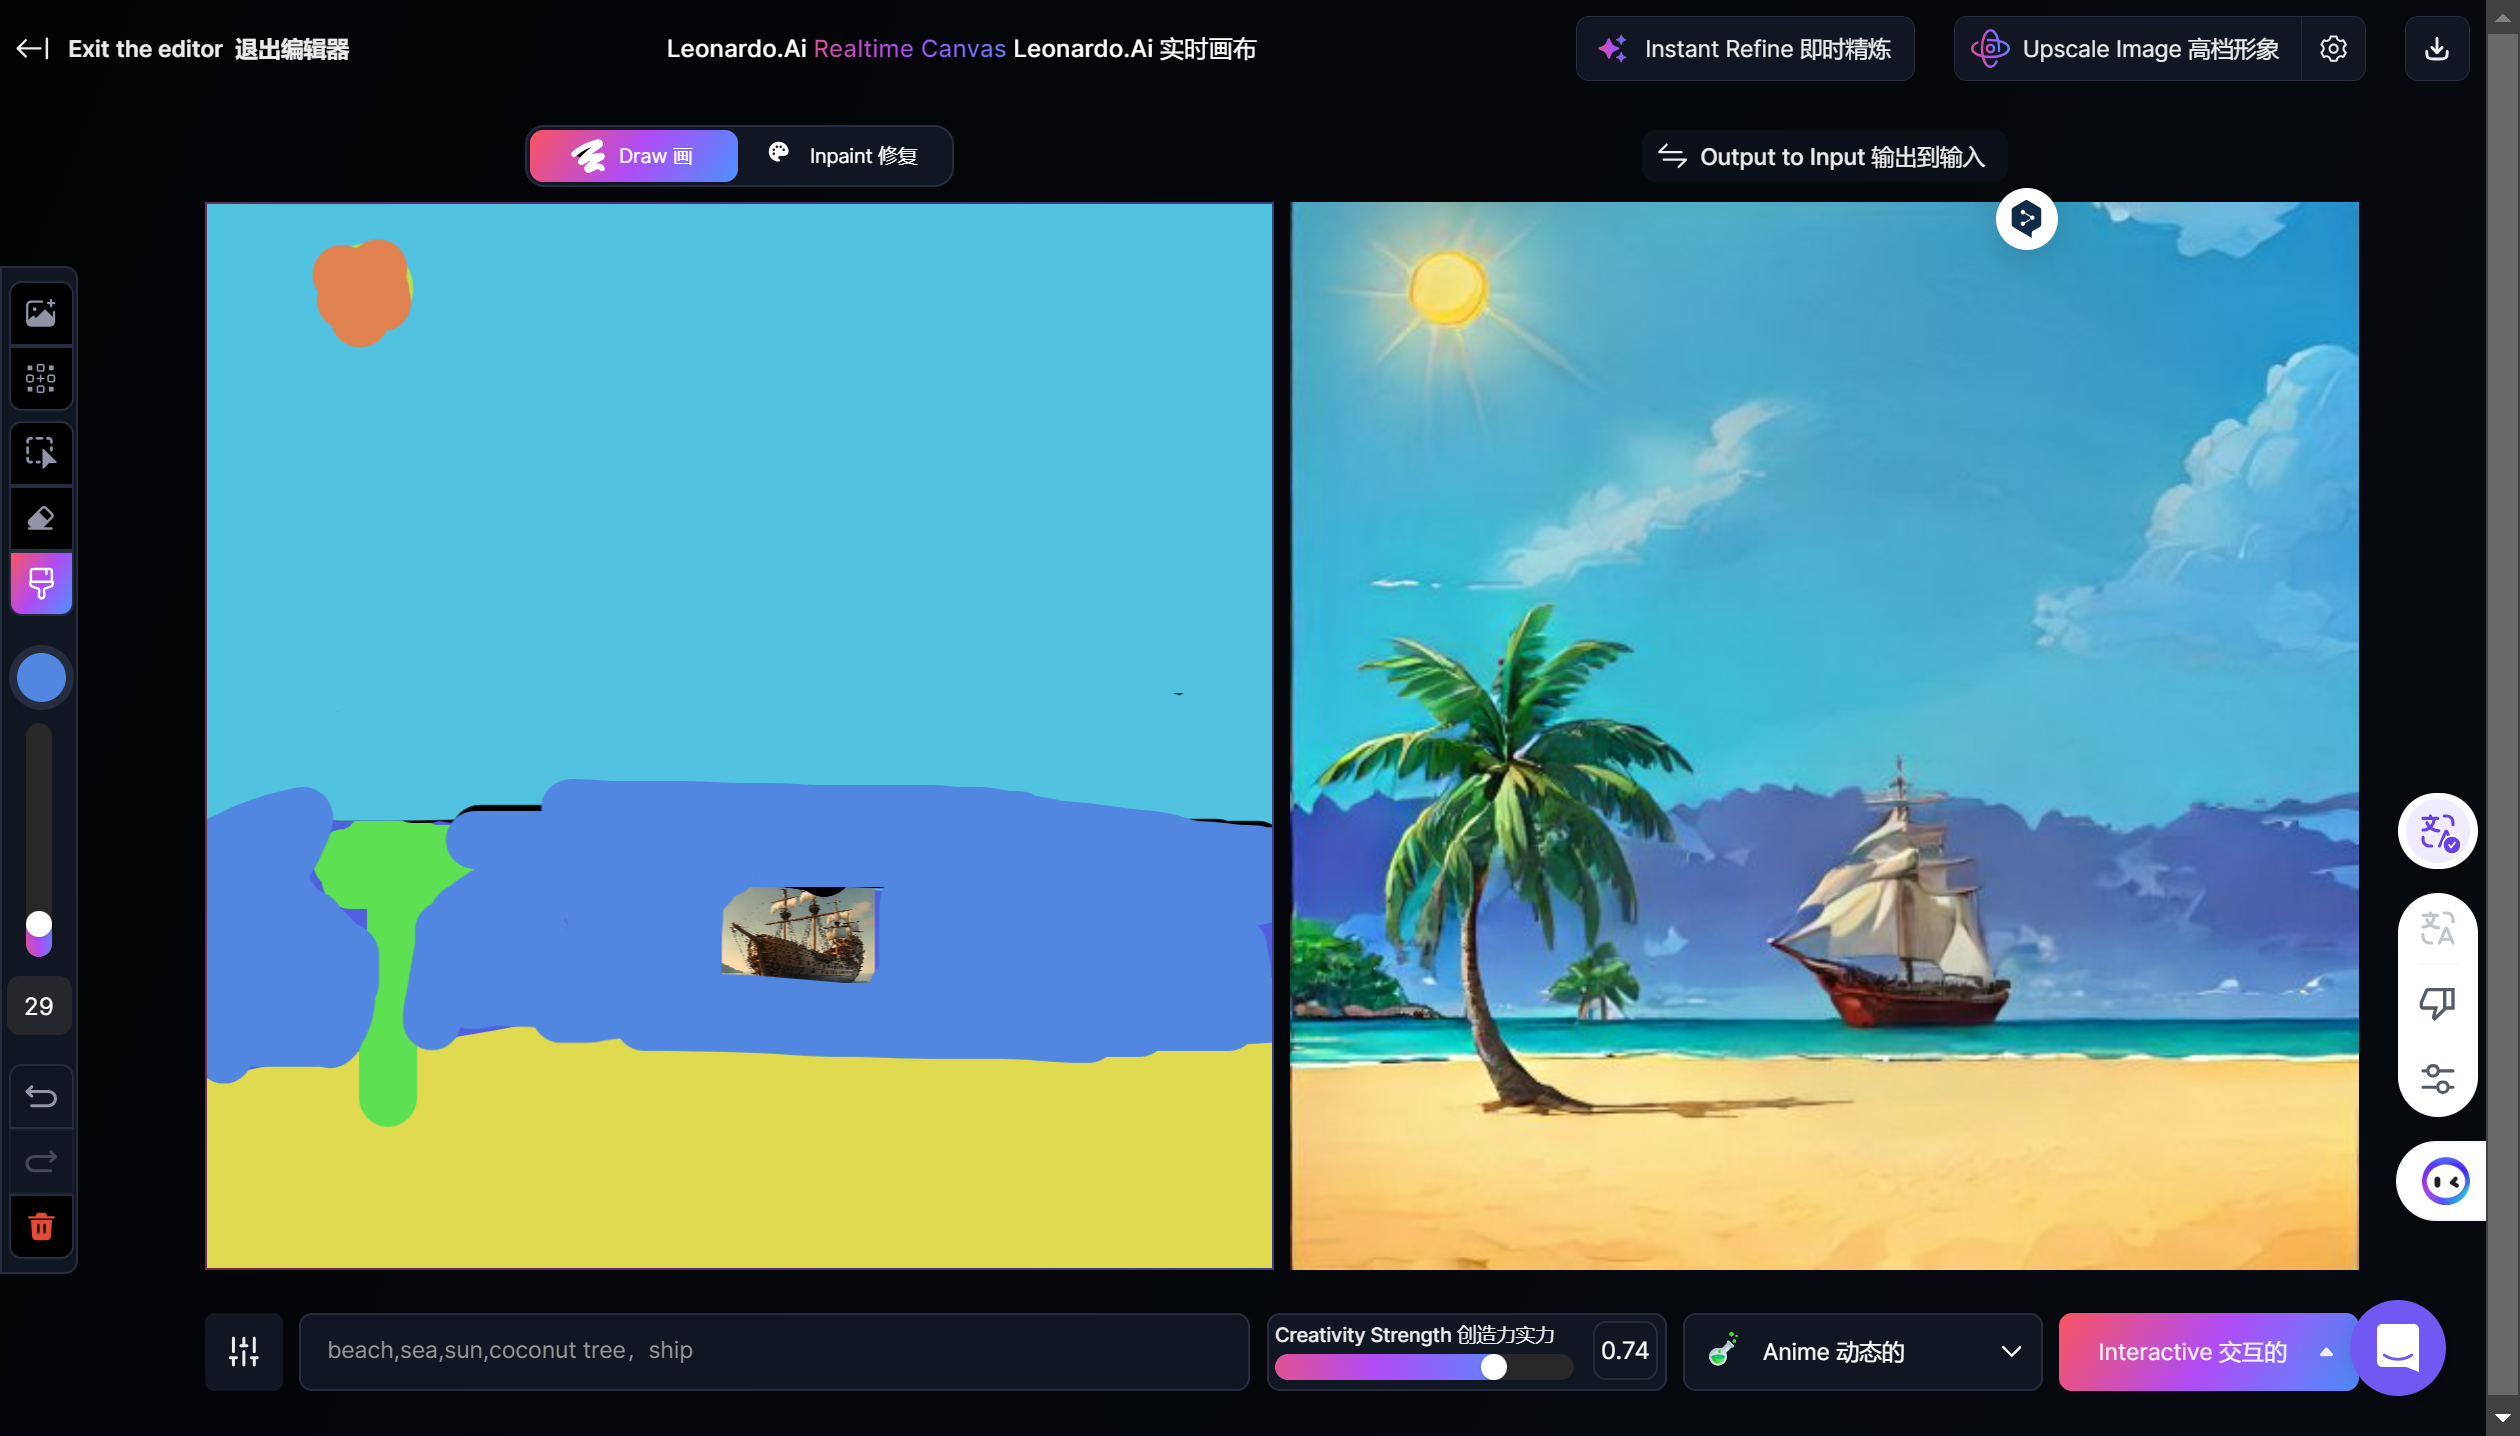 Exit the editor 退出编辑器
Leonardo.Ai Realtime Canvas Leonardo.Ai 实时画布
Instant Refine 即时精炼
Upscale Image 高档形象
Draw 画
Inpaint 修复
Output to Input 输出到输入
29
beach,sea,sun,coconut tree，ship
Creativity Strength 创造力实力
0.74
Anime 动态的
Interactive 交互的